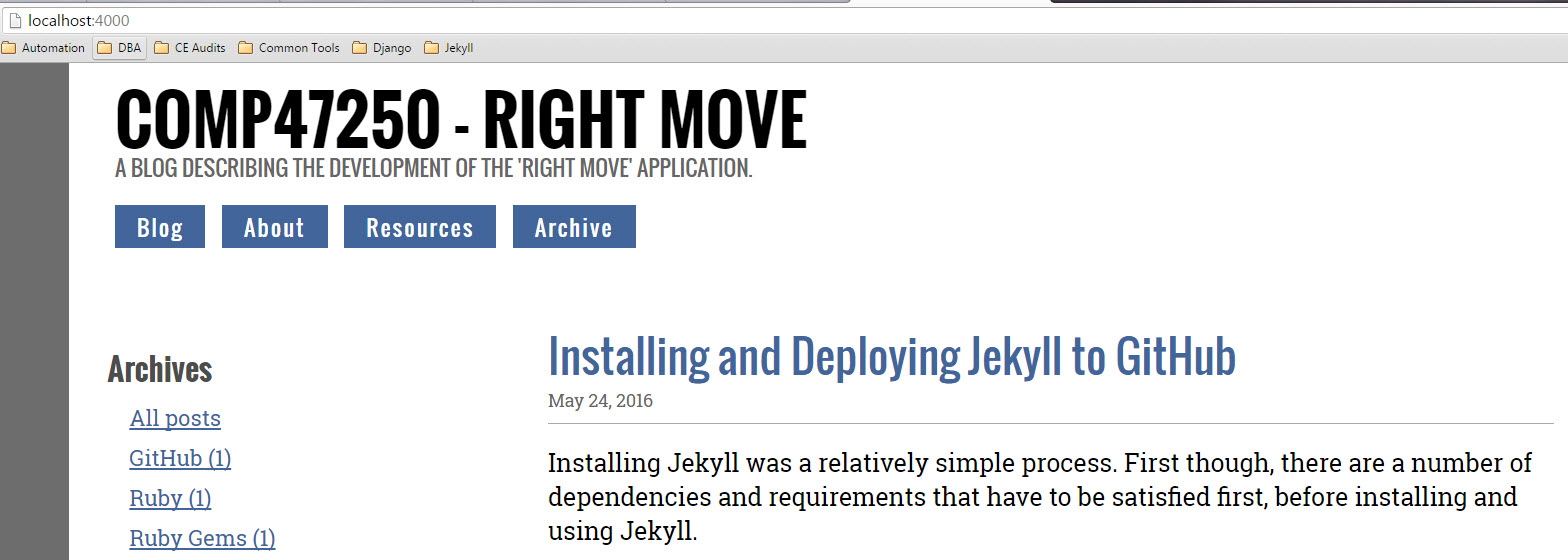 localhost:4000
Automation DBA CE Audits Common Tools Django Jekyll
COMP47250 - RIGHT MOVE
A BLOG DESCRIBING THE DEVELOPMENT OF THE 'RIGHT MOVE' APPLICATION.
Blog About Resources Archive
Installing and Deploying Jekyll to GitHub
May 24, 2016
Installing Jekyll was a relatively simple process. First though, there are a number of
dependencies and requirements that have to be satisfied first, before installing and
using Jekyll.
Archives
All posts
GitHub (1)
Ruby (1)
Ruby Gems (1)